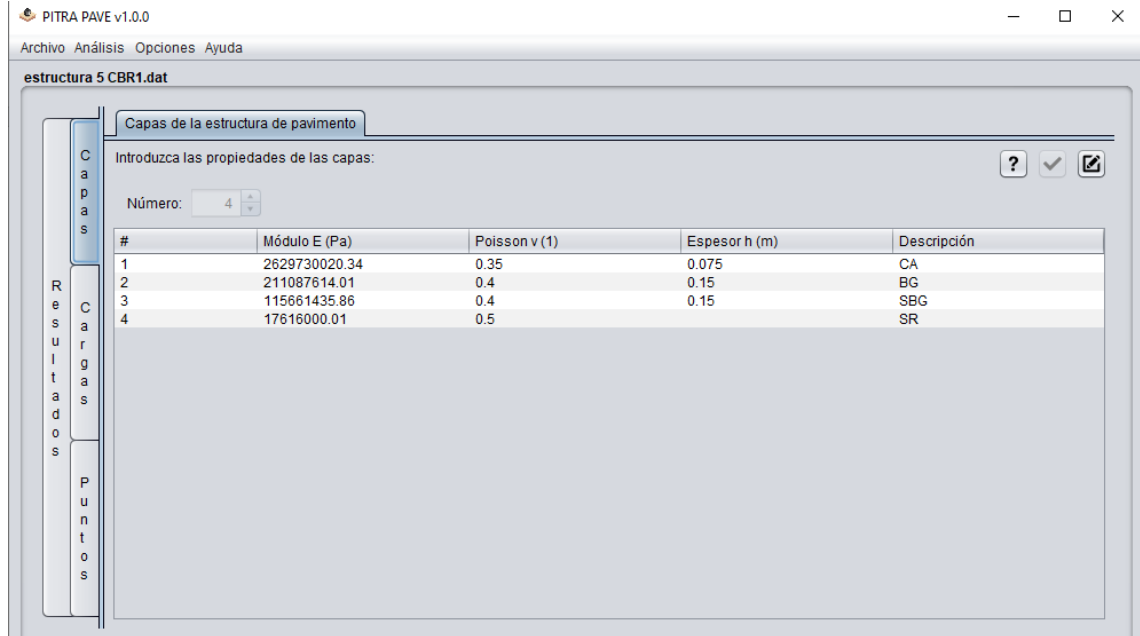 PITRA PAVE v1.0.0
Archivo Análisis Opciones Ayuda
estructura 5 CBR1.dat
Resultados
Capas
Cargas
Puntos
Capas de la estructura de pavimento
Introduzca las propiedades de las capas:
?
Número: 4
# Módulo E (Pa) Poisson v (1) Espesor h (m) Descripción
1 2629730020.34 0.35 0.075 CA
2 211087614.01 0.4 0.15 BG
3 115661435.86 0.4 0.15 SBG
4 17616000.01 0.5 SR